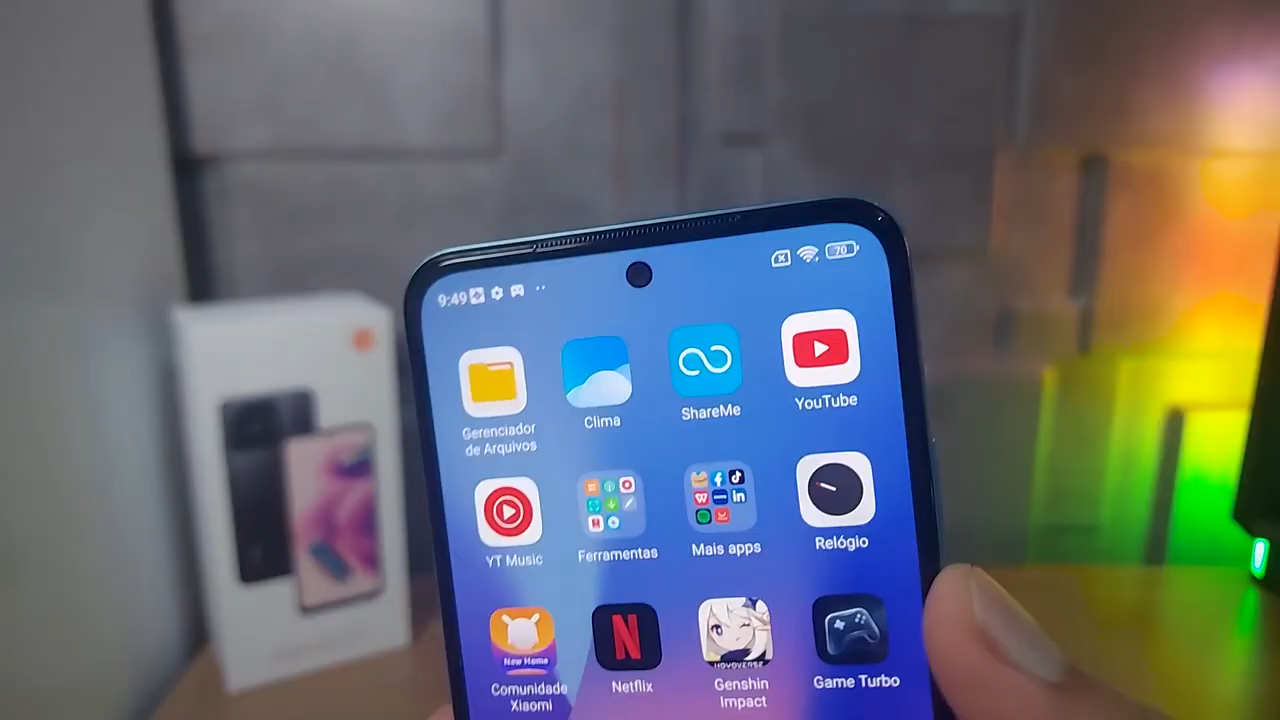 9:49
70
Gerenciador
de Arquivos
Clima
ShareMe
YouTube
YT Music
Ferramentas
Mais apps
Relógio
New Home
Comunidade
Xiaomi
N
Netflix
HOYOVERSE
Genshin
Impact
Game Turbo